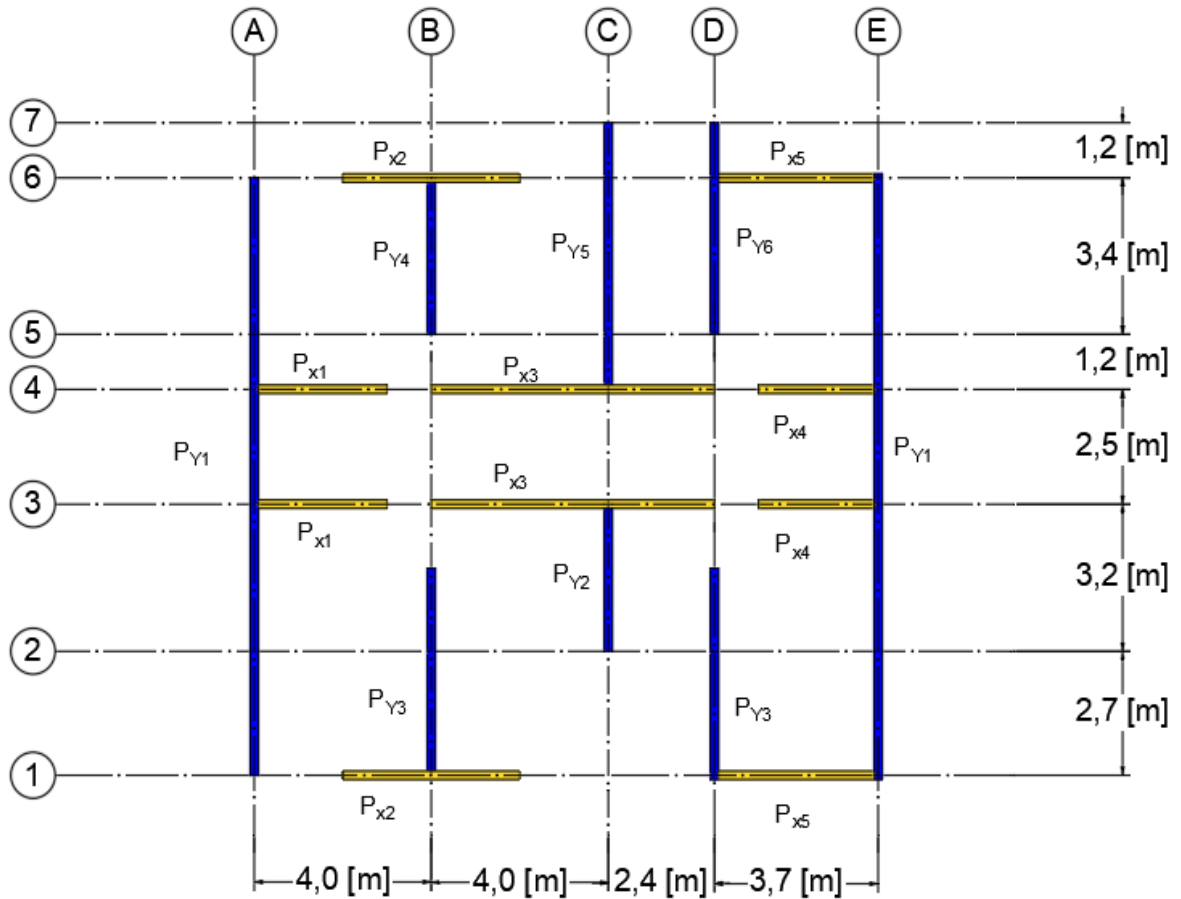 A B C D E
7
1,2 [m]
Px2 Px5
6
PY4 PY5 PY6 3,4 [m]
5
Px1 Px3 1,2 [m]
4
Px4
PY1 PY1 2,5 [m]
Px3
3
Px1 Px4
PY2 3,2 [m]
2
PY3 PY3 2,7 [m]
1
Px2 Px5
4,0 [m] 4,0 [m] 2,4 [m] 3,7 [m]